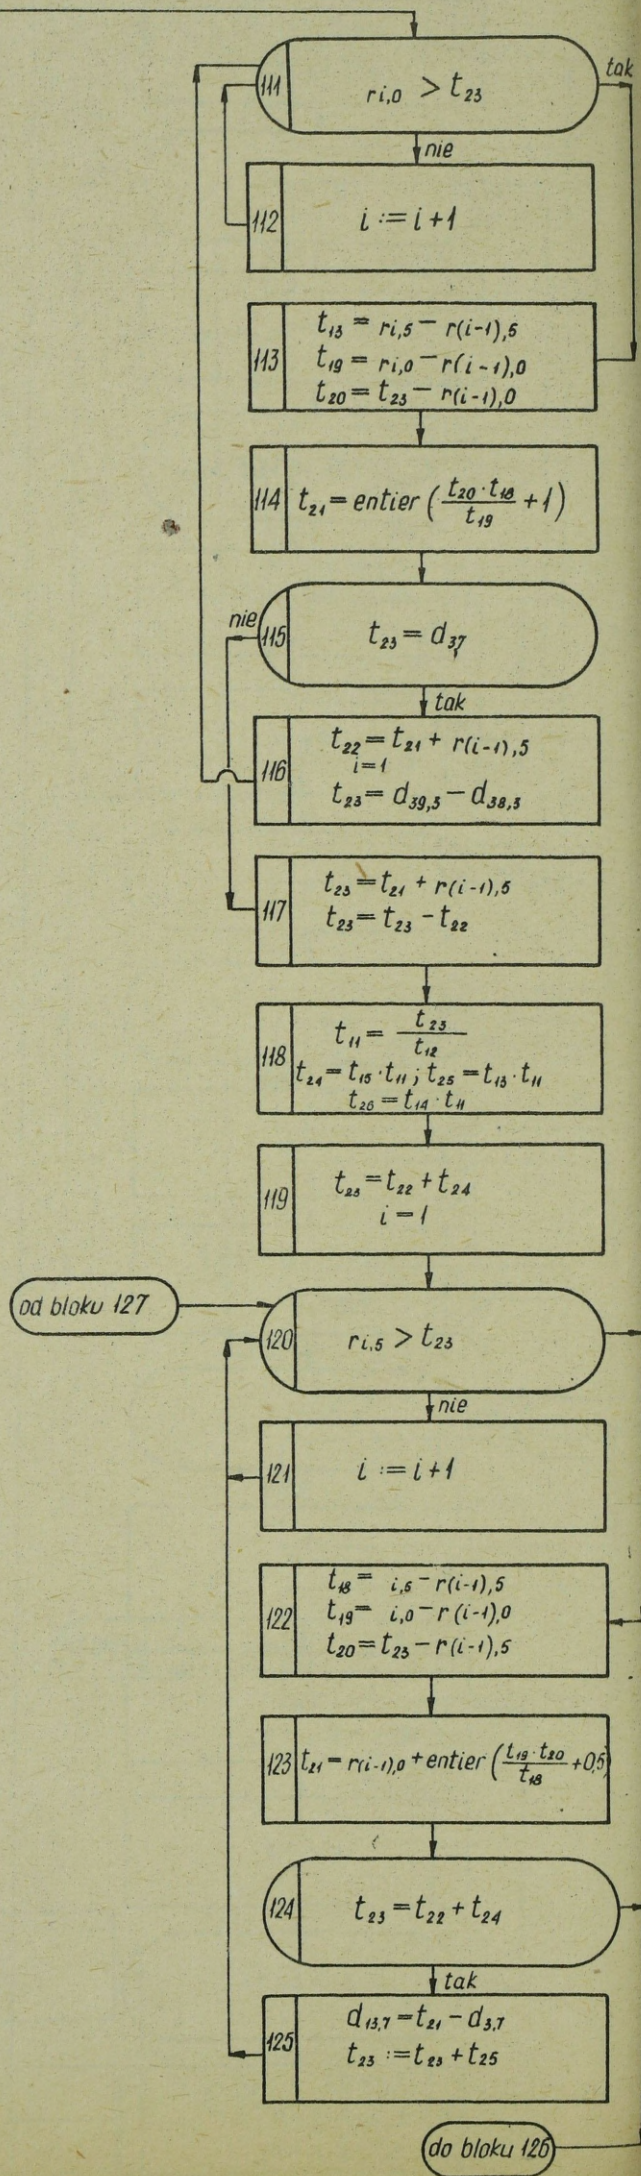 111 ri,0 > t23
tak
nie
112 i := i+1
113 t13 = ri,5 − r(i-1),5
t19 = ri,0 − r(i-1),0
t20 = t23 − r(i-1),0
114 t21 = entier (t20 · t18 / t19 + 1)
nie
115 t23 = d37
tak
116 t22 = t21 + r(i-1),5
i=1
t23 = d39,3 − d38,3
117 t23 = t21 + r(i-1),5
t23 = t23 − t22
118 t11 = t23 / t12
t24 = t15 · t11 ; t25 = t13 · t11
t26 = t14 · t11
119 t23 = t22 + t24
i = 1
od bloku 127
120 ri,5 > t23
nie
121 i := i+1
122 t18 = i,5 − r(i-1),5
t19 = i,0 − r(i-1),0
t20 = t23 − r(i-1),5
123 t21 = r(i-1),0 + entier (t19 · t20 / t18 + 0,5)
124 t23 = t22 + t24
tak
125 d13,7 = t21 − d3,7
t23 := t23 + t25
do bloku 126